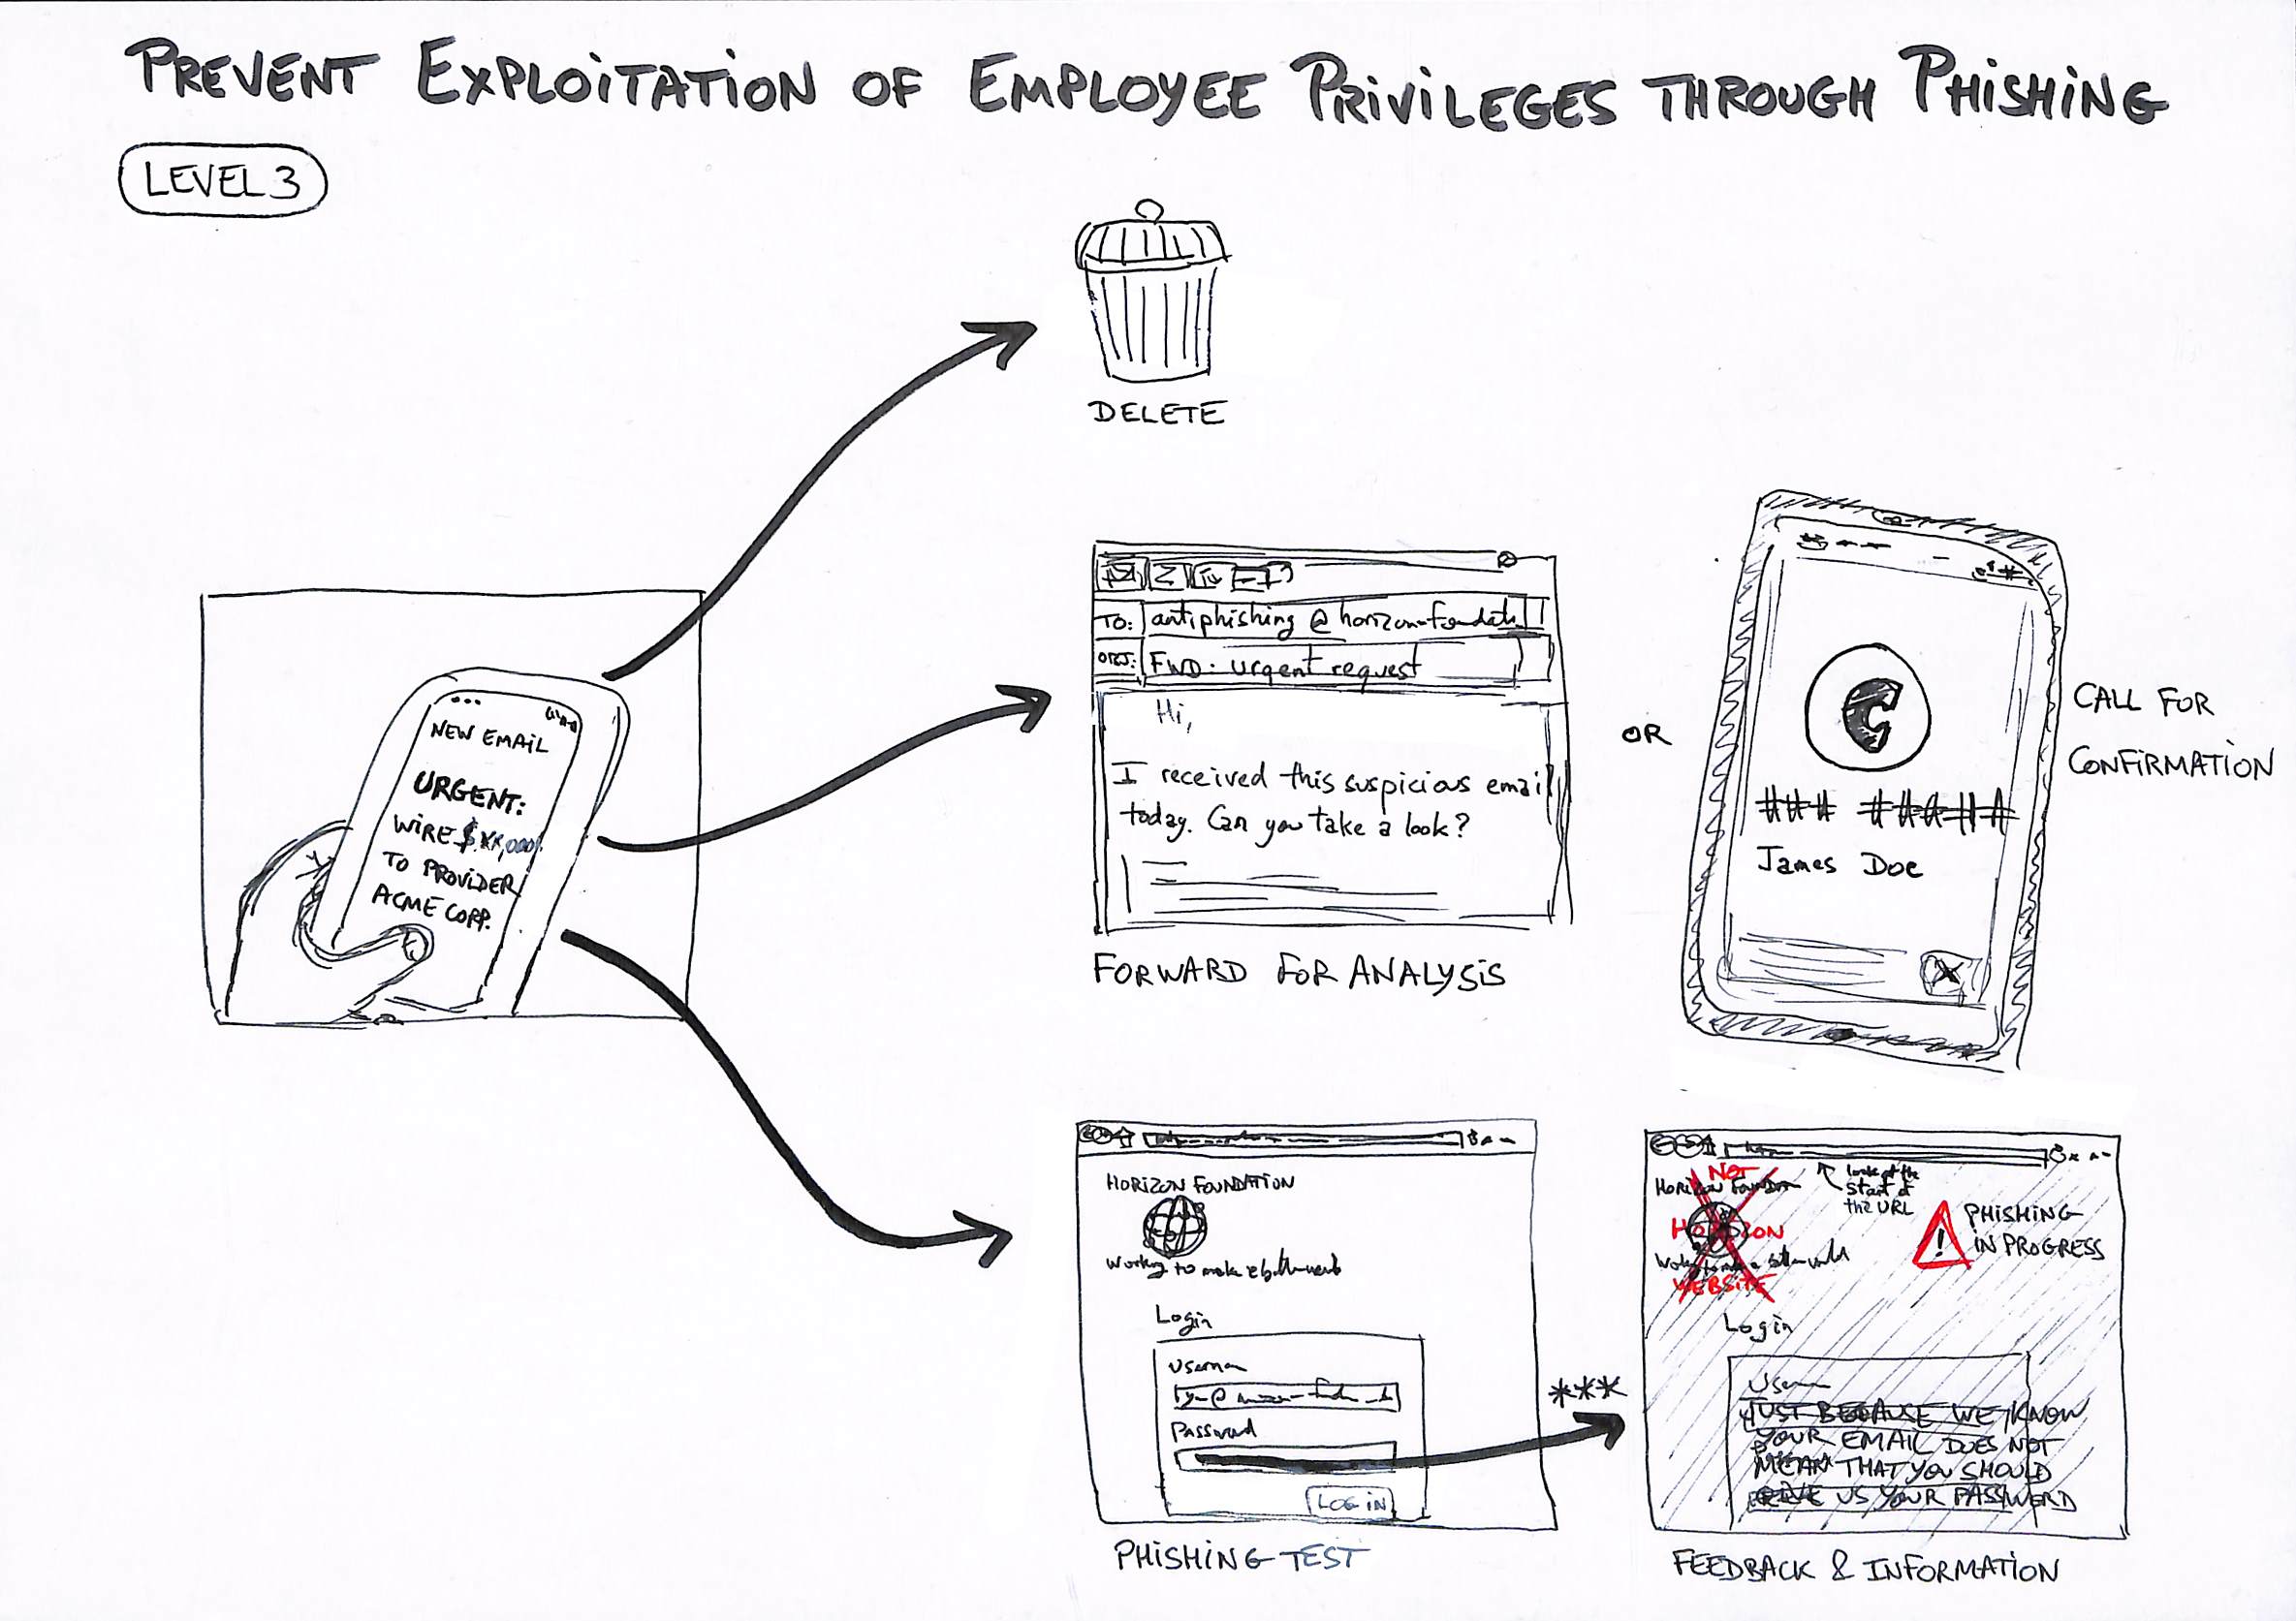 PREVENT EXPLOITATION OF EMPLOYEE PRIVILEGES THROUGH PHISHING
LEVEL 3
DELETE
NEW EMAIL
URGENT:
WIRE $XX,000
TO PROVIDER
ACME CORP.
TO: antiphishing @ horizon-foundati
OBJ: FWD: urgent request
Hi,
I received this suspicious email
today. Can you take a look?
FORWARD FOR ANALYSIS
OR
### #####
James Doe
CALL FOR
CONFIRMATION
HORIZON FOUNDATION
Working to make a better world
Login
Username
Password
LOGIN
PHISHING TEST
***
look at the
start of
the URL
NOT
Horizon Foundation
HORIZON
Working to make a better world
WEBSITE
PHISHING
IN PROGRESS
Login
User
JUST BECAUSE WE KNOW
YOUR EMAIL DOES NOT
MEAN THAT YOU SHOULD
GIVE US YOUR PASSWORD
FEEDBACK & INFORMATION